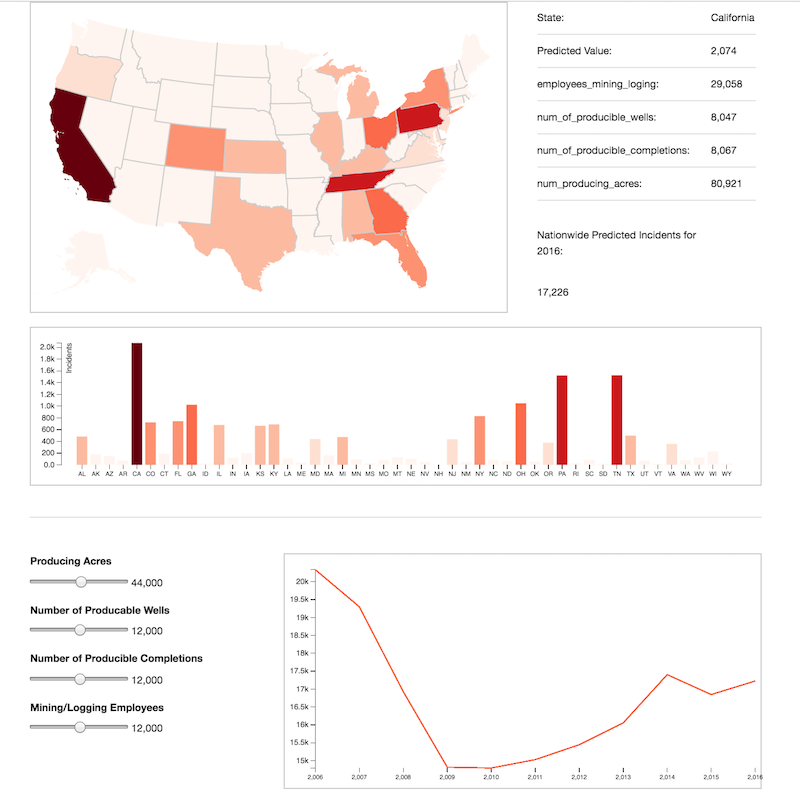 State: California
Predicted Value: 2,074
employees_mining_loging: 29,058
num_of_producible_wells: 8,047
num_of_producible_completions: 8,067
num_producing_acres: 80,921
Nationwide Predicted Incidents for
2016:
17,226
Incidents
2.0k
1.8k
1.6k
1.4k
1.2k
1.0k
800
600
400
200
0.0
AL AK AZ AR CA CO CT FL GA ID IL IN IA KS KY LA ME MD MA MI MN MS MO MT NE NV NH NJ NM NY NC ND OH OK OR PA RI SC SD TN TX UT VT VA WA WV WI WY
Producing Acres
44,000
Number of Producable Wells
12,000
Number of Producible Completions
12,000
Mining/Logging Employees
12,000
20k
19.5k
19k
18.5k
18k
17.5k
17k
16.5k
16k
15.5k
15k
2,006 2,007 2,008 2,009 2,010 2,011 2,012 2,013 2,014 2,015 2,016